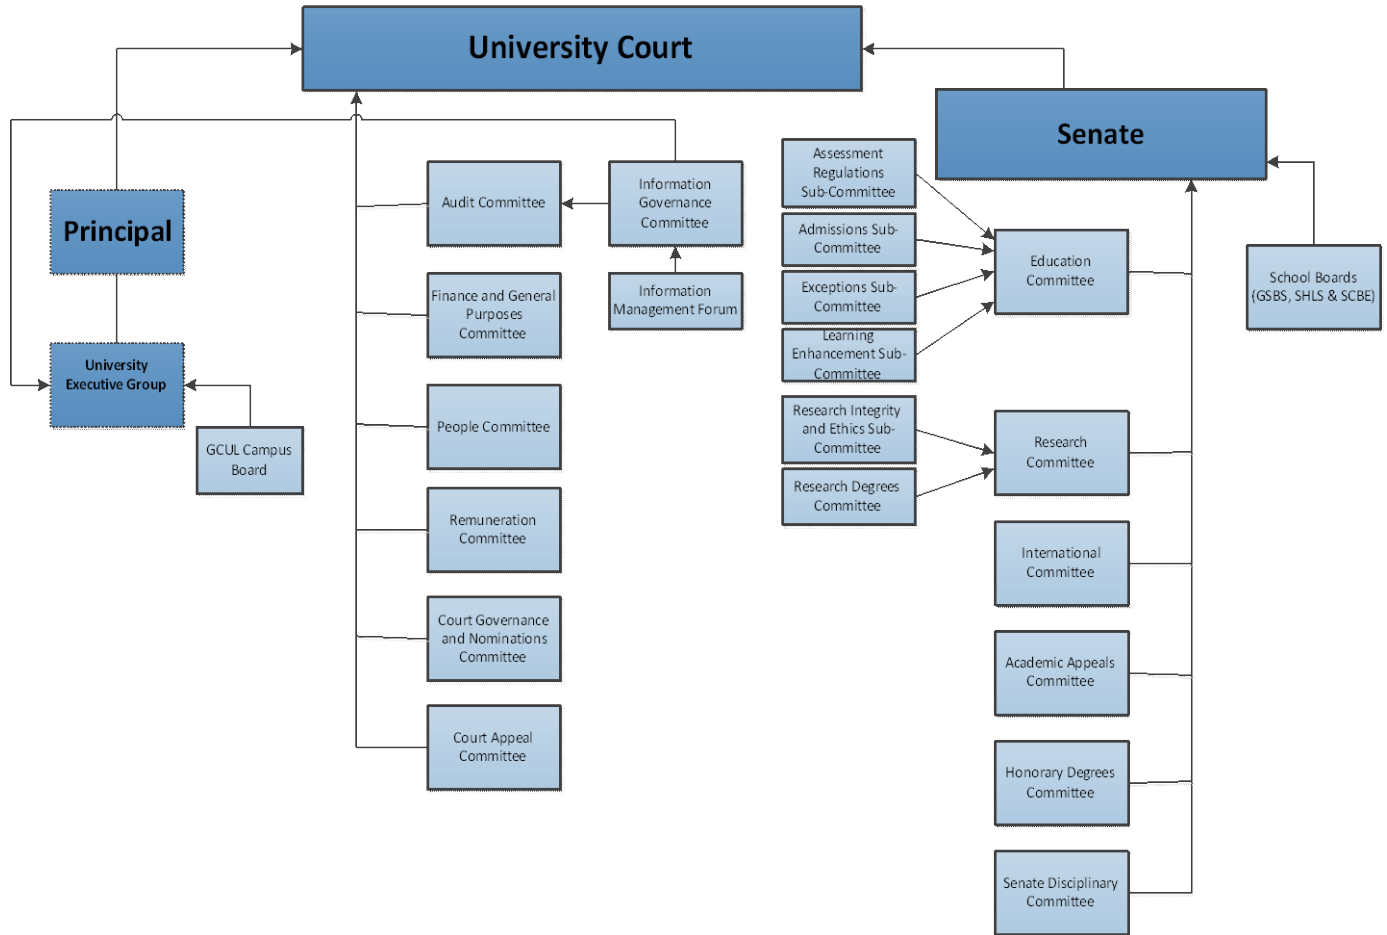 University Court
Senate
Principal
University
Executive Group
GCUL Campus
Board
Audit Committee
Information
Governance
Committee
Information
Management Forum
Finance and General
Purposes
Committee
People Committee
Remuneration
Committee
Court Governance
and Nominations
Committee
Court Appeal
Committee
Assessment
Regulations
Sub-Committee
Admissions Sub-
Committee
Exceptions Sub-
Committee
Learning
Enhancement Sub-
Committee
Research Integrity
and Ethics Sub-
Committee
Research Degrees
Committee
Education
Committee
Research
Committee
International
Committee
Academic Appeals
Committee
Honorary Degrees
Committee
Senate Disciplinary
Committee
School Boards
(GSBS, SHLS & SCBE)